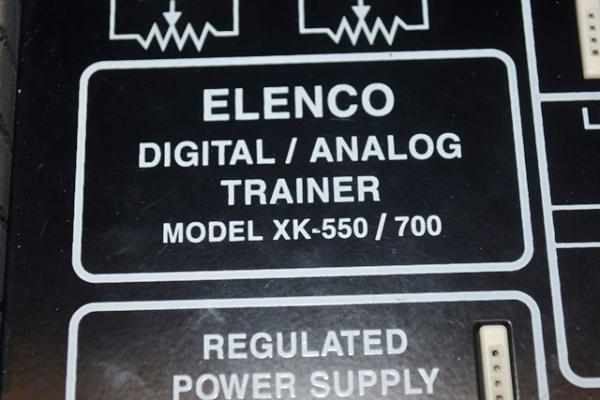 ELENCO
DIGITAL / ANALOG
TRAINER
MODEL XK-550 / 700
REGULATED
POWER SUPPLY